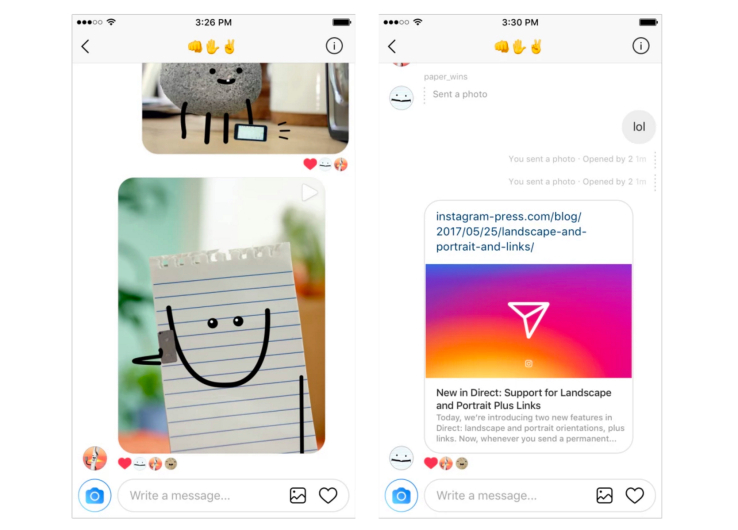 3:26 PM
Write a message...
3:30 PM
paper_wins
Sent a photo
lol
You sent a photo · Opened by 2 1m
You sent a photo · Opened by 2 1m
instagram-press.com/blog/
2017/05/25/landscape-and-
portrait-and-links/
New in Direct: Support for Landscape
and Portrait Plus Links
Today, we're introducing two new features in
Direct: landscape and portrait orientations, plus
links. Now, whenever you send a permanent...
Write a message...